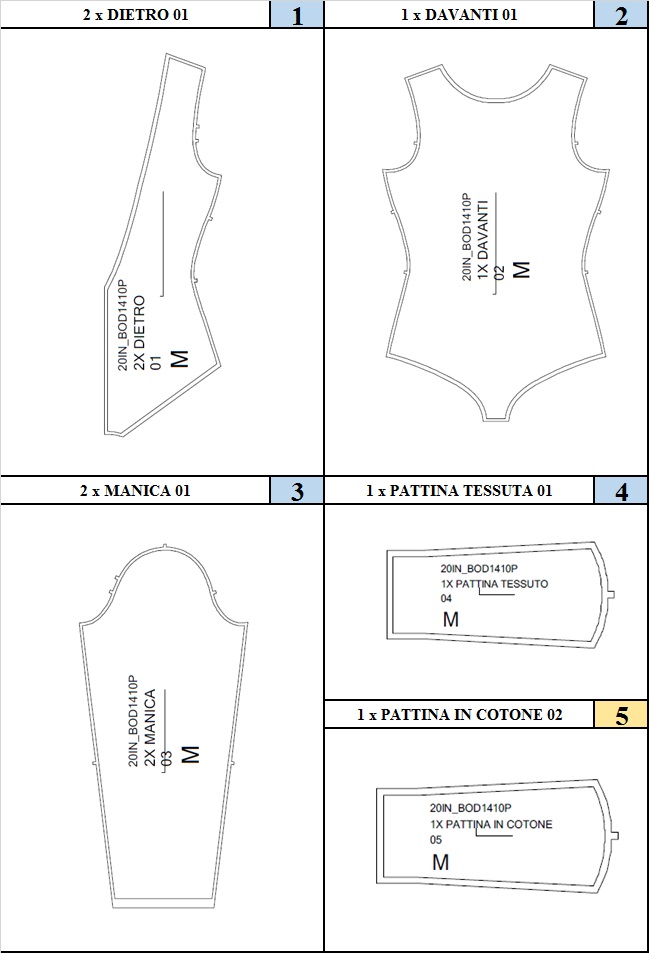 2 x DIETRO 01
1
1 x DAVANTI 01
2
20IN_BOD1410P
2X DIETRO
01
M
20IN_BOD1410P
1X DAVANTI
02
M
2 x MANICA 01
3
1 x PATTINA TESSUTA 01
4
20IN_BOD1410P
2X MANICA
03
M
20IN_BOD1410P
1X PATTINA TESSUTO
04
M
1 x PATTINA IN COTONE 02
5
20IN_BOD1410P
1X PATTINA IN COTONE
05
M